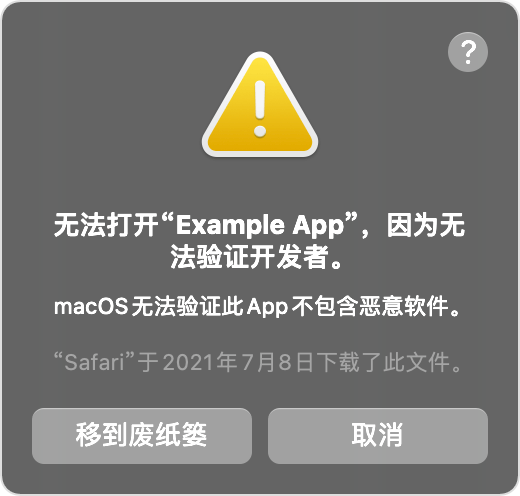 ?
无法打开“Example App”，因为无
法验证开发者。
macOS无法验证此App不包含恶意软件。
“Safari”于2021年7月8日下载了此文件。
移到废纸篓
取消